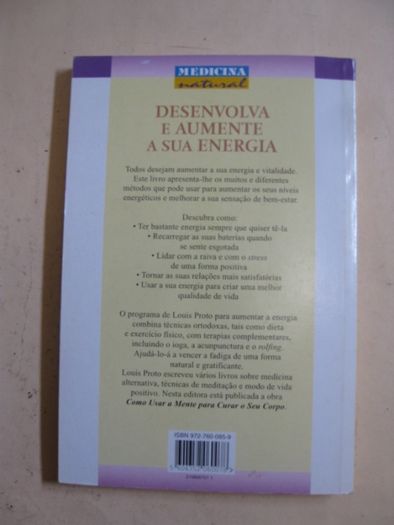 MEDICINA
natural
DESENVOLVA
E AUMENTE
A SUA ENERGIA
Todos desejam aumentar a sua energia e vitalidade.
Este livro apresenta-lhe os muitos e diferentes
métodos que pode usar para aumentar os seus níveis
energéticos e melhorar a sua sensação de bem-estar.
Descubra como:
• Ter bastante energia sempre que quiser tê-la
• Recarregar as suas baterias quando
se sente esgotada
• Lidar com a raiva e com o stress
de uma forma positiva
• Tornar as suas relações mais satisfatórias
• Usar a sua energia para criar uma melhor
qualidade de vida
O programa de Louis Proto para aumentar a energia
combina técnicas ortodoxas, tais como dieta
e exercício físico, com terapias complementares,
incluindo o ioga, a acunpunctura e o rolfing.
Ajudá-lo-á a vencer a fadiga de uma forma
natural e gratificante.
Louis Proto escreveu vários livros sobre medicina
alternativa, técnicas de meditação e modo de vida
positivo. Nesta editora está publicada a obra
Como Usar a Mente para Curar o Seu Corpo.
ISBN 972-760-085-9